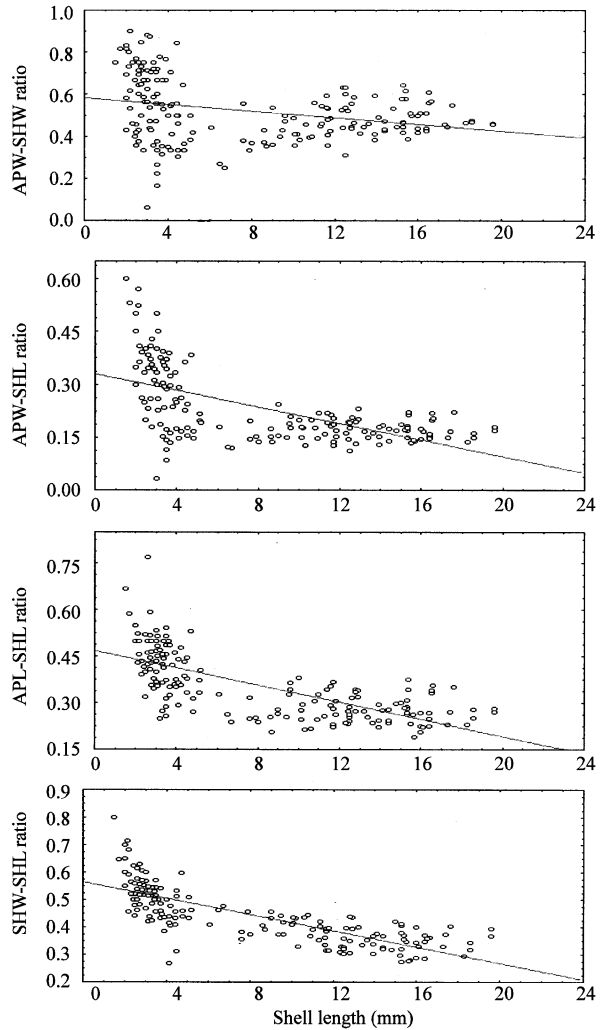 1.0
0.8
0.6
0.4
0.2
0.0
APW-SHW ratio
0 4 8 12 16 20 24
0.60
0.45
0.30
0.15
0.00
APW-SHL ratio
0 4 8 12 16 20 24
0.75
0.60
0.45
0.30
0.15
APL-SHL ratio
0 4 8 12 16 20 24
0.9
0.8
0.7
0.6
0.5
0.4
0.3
0.2
SHW-SHL ratio
0 4 8 12 16 20 24
Shell length (mm)